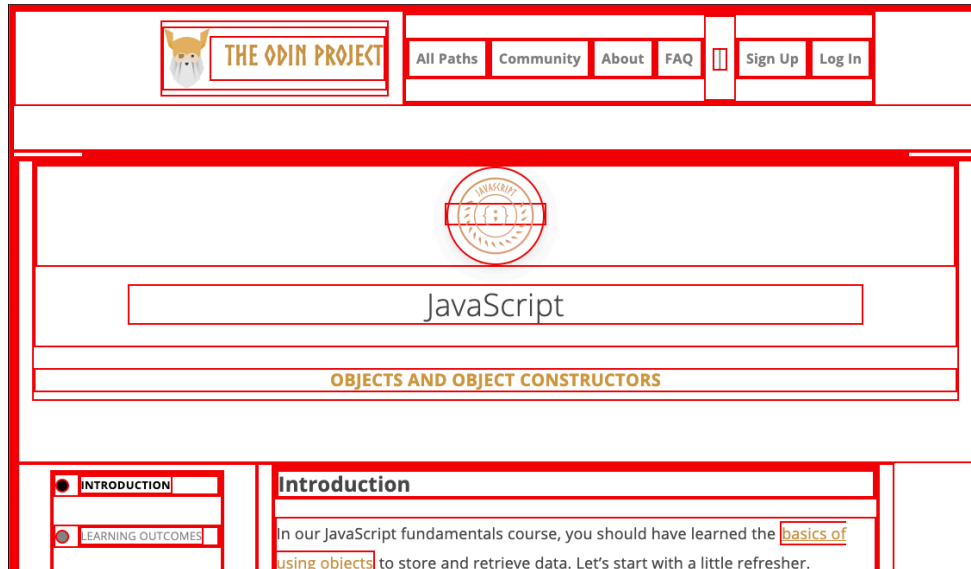 THE ODIN PROJECT
All Paths Community About FAQ Sign Up Log In
JAVASCRIPT
{;}
JavaScript
OBJECTS AND OBJECT CONSTRUCTORS
INTRODUCTION
LEARNING OUTCOMES
Introduction
In our JavaScript fundamentals course, you should have learned the basics of
using objects to store and retrieve data. Let’s start with a little refresher.